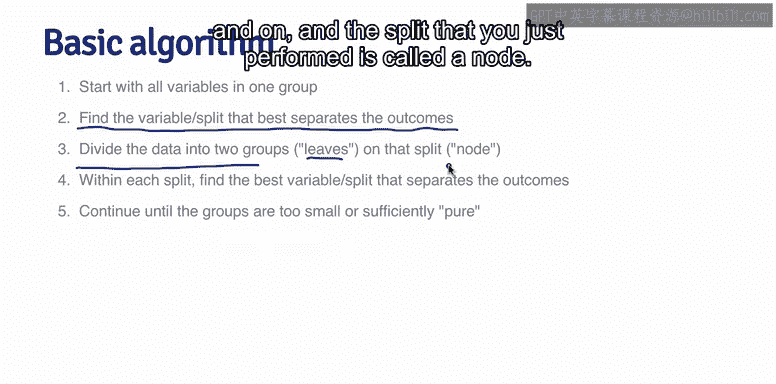 and on, and the split that you just
performed is called a node.
Basic algorithm
1. Start with all variables in one group
2. Find the variable/split that best separates the outcomes
3. Divide the data into two groups ("leaves") on that split ("node")
4. Within each split, find the best variable/split that separates the outcomes
5. Continue until the groups are too small or sufficiently "pure"